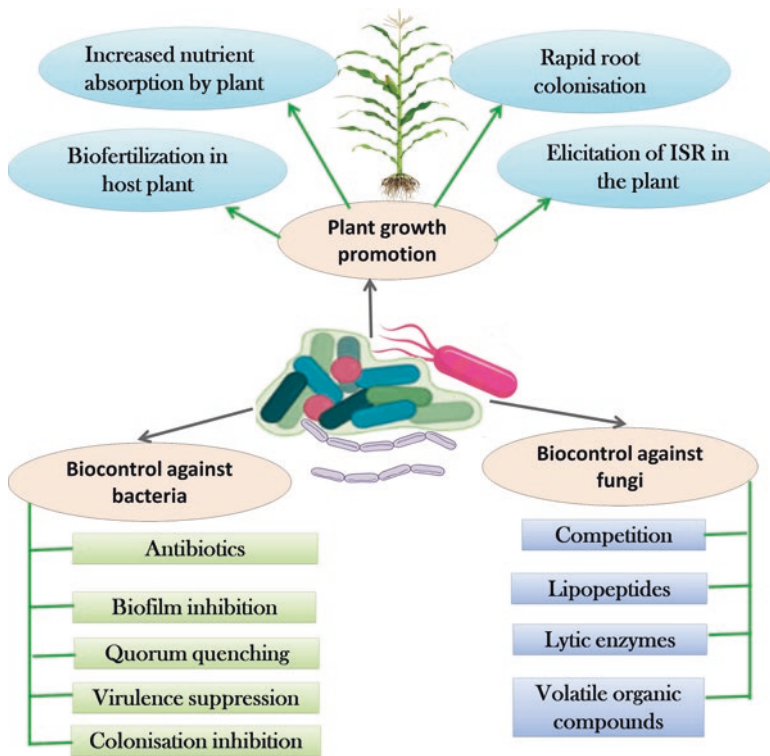 Increased nutrient
absorption by plant
Rapid root
colonisation
Biofertilization in
host plant
Elicitation of ISR in
the plant
Plant growth
promotion
Biocontrol against
bacteria
Biocontrol against
fungi
Antibiotics
Biofilm inhibition
Quorum quenching
Virulence suppression
Colonisation inhibition
Competition
Lipopeptides
Lytic enzymes
Volatile organic
compounds